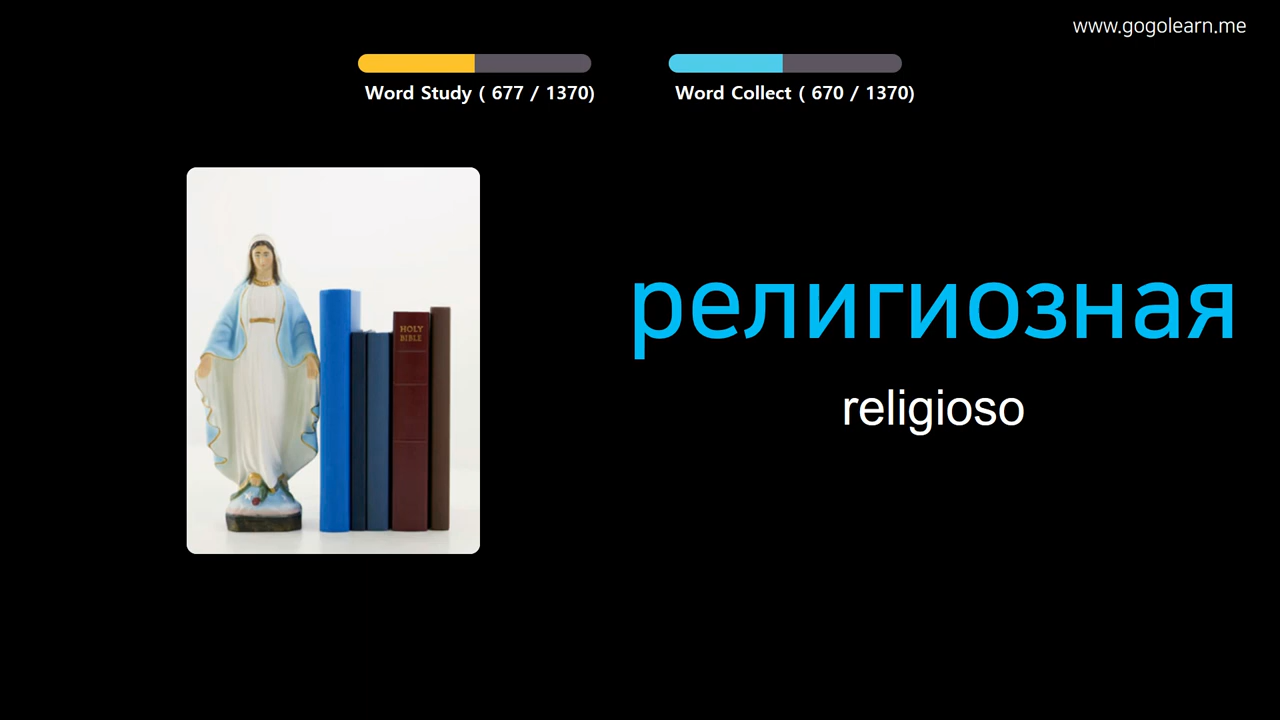 www.gogolearn.me
Word Study ( 677 / 1370)
Word Collect ( 670 / 1370)
HOLY
BIBLE
религиозная
religioso